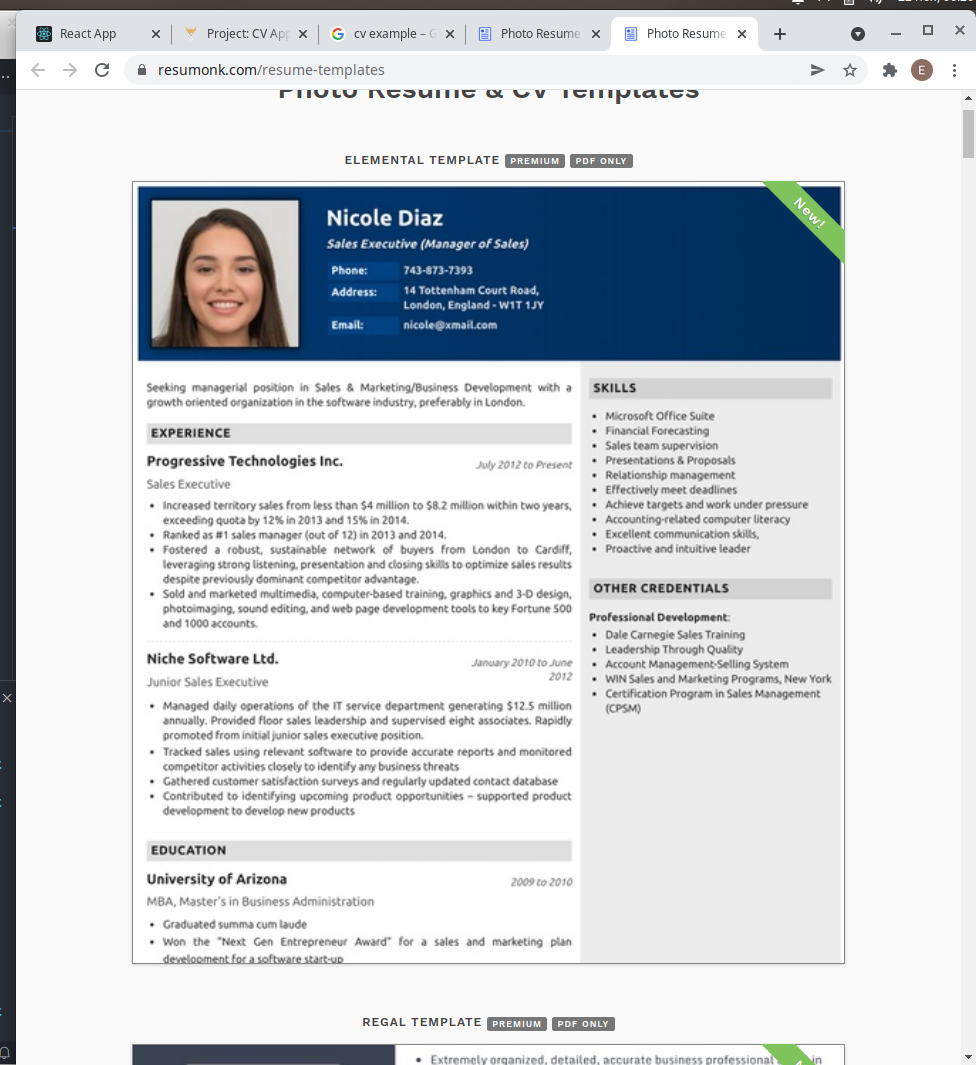 React App
Project: CV App
cv example – G
Photo Resume
Photo Resume
resumonk.com/resume-templates
E
Photo Resume & CV Templates
ELEMENTAL TEMPLATE PREMIUM PDF ONLY
New!
Nicole Diaz
Sales Executive (Manager of Sales)
Phone: 743-873-7393
Address: 14 Tottenham Court Road,
London, England - W1T 1JY
Email: nicole@xmail.com
Seeking managerial position in Sales & Marketing/Business Development with a
growth oriented organization in the software industry, preferably in London.
EXPERIENCE
Progressive Technologies Inc.
July 2012 to Present
Sales Executive
• Increased territory sales from less than $4 million to $8.2 million within two years,
exceeding quota by 12% in 2013 and 15% in 2014.
• Ranked as #1 sales manager (out of 12) in 2013 and 2014.
• Fostered a robust, sustainable network of buyers from London to Cardiff,
leveraging strong listening, presentation and closing skills to optimize sales results
despite previously dominant competitor advantage.
• Sold and marketed multimedia, computer-based training, graphics and 3-D design,
photoimaging, sound editing, and web page development tools to key Fortune 500
and 1000 accounts.
Niche Software Ltd.
January 2010 to June
2012
Junior Sales Executive
• Managed daily operations of the IT service department generating $12.5 million
annually. Provided floor sales leadership and supervised eight associates. Rapidly
promoted from initial junior sales executive position.
• Tracked sales using relevant software to provide accurate reports and monitored
competitor activities closely to identify any business threats
• Gathered customer satisfaction surveys and regularly updated contact database
• Contributed to identifying upcoming product opportunities – supported product
development to develop new products
EDUCATION
University of Arizona
2009 to 2010
MBA, Master's in Business Administration
• Graduated summa cum laude
• Won the "Next Gen Entrepreneur Award" for a sales and marketing plan
development for a software start-up
SKILLS
• Microsoft Office Suite
• Financial Forecasting
• Sales team supervision
• Presentations & Proposals
• Relationship management
• Effectively meet deadlines
• Achieve targets and work under pressure
• Accounting-related computer literacy
• Excellent communication skills,
• Proactive and intuitive leader
OTHER CREDENTIALS
Professional Development:
• Dale Carnegie Sales Training
• Leadership Through Quality
• Account Management-Selling System
• WIN Sales and Marketing Programs, New York
• Certification Program in Sales Management
(CPSM)
REGAL TEMPLATE PREMIUM PDF ONLY
• Extremely organized, detailed, accurate business professional in